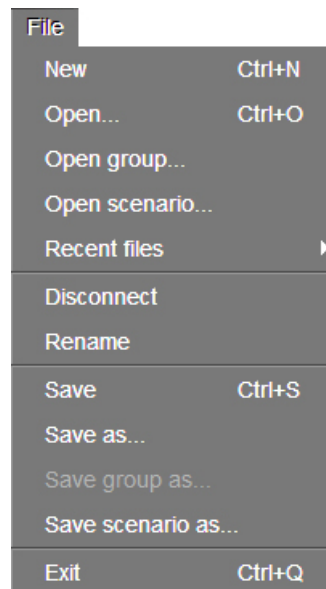 File
New Ctrl+N
Open... Ctrl+O
Open group...
Open scenario...
Recent files
Disconnect
Rename
Save Ctrl+S
Save as...
Save group as...
Save scenario as...
Exit Ctrl+Q